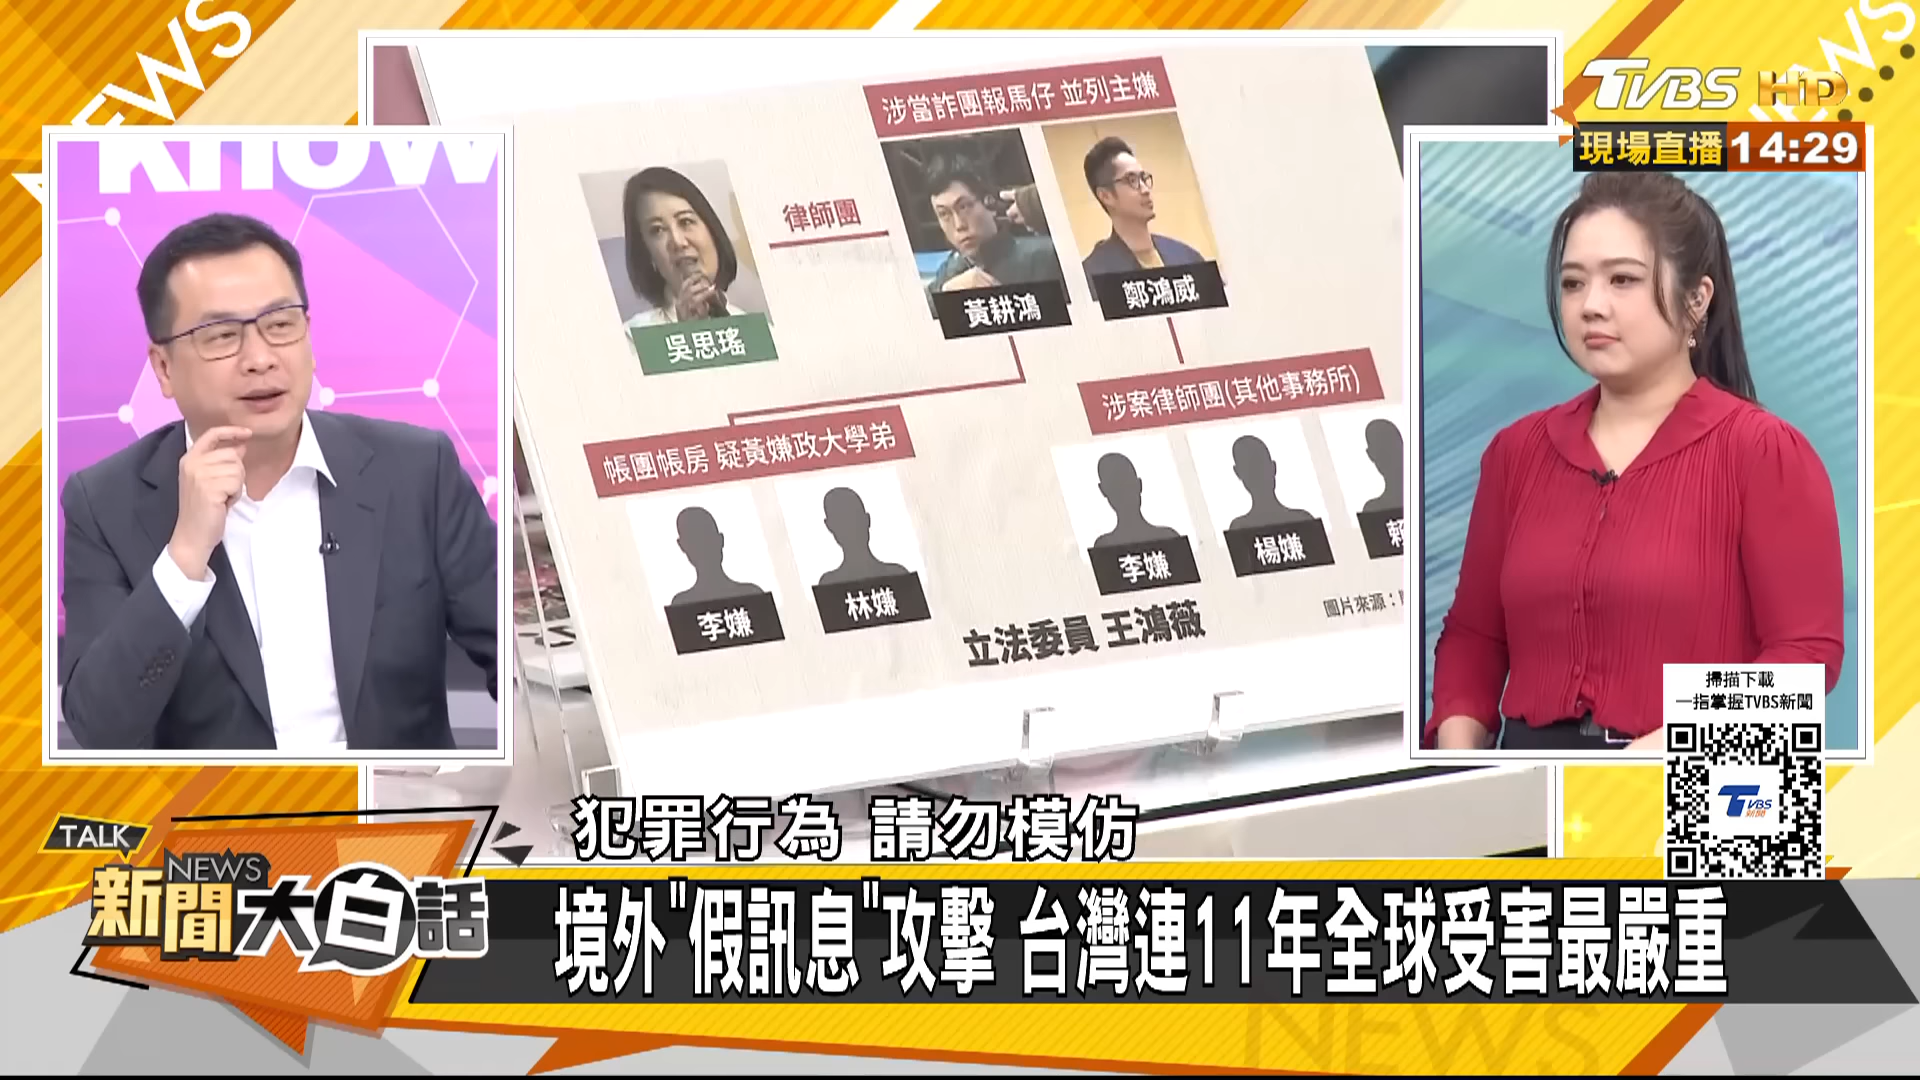 NEWS
KNOW
TVBS HD
現場直播 14:29
涉當詐團報馬仔 並列主嫌
律師團
吳思瑤
黃耕鴻
鄭鴻威
帳團帳房 疑黃嫌政大學弟
涉案律師團(其他事務所)
李嫌
林嫌
李嫌
楊嫌
賴
立法委員 王鴻薇
圖片來源：
掃描下載
一指掌握TVBS新聞
TVBS
新聞
犯罪行為 請勿模仿
TALK
NEWS
新聞大白話
境外"假訊息"攻擊 台灣連11年全球受害最嚴重
NEWS